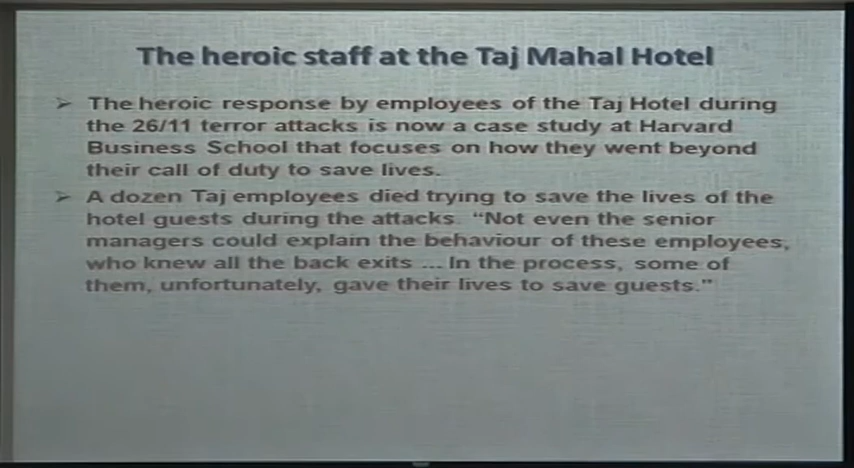 The heroic staff at the Taj Mahal Hotel
➢ The heroic response by employees of the Taj Hotel during
the 26/11 terror attacks is now a case study at Harvard
Business School that focuses on how they went beyond
their call of duty to save lives.
➢ A dozen Taj employees died trying to save the lives of the
hotel guests during the attacks. “Not even the senior
managers could explain the behaviour of these employees,
who knew all the back exits ... In the process, some of
them, unfortunately, gave their lives to save guests.”